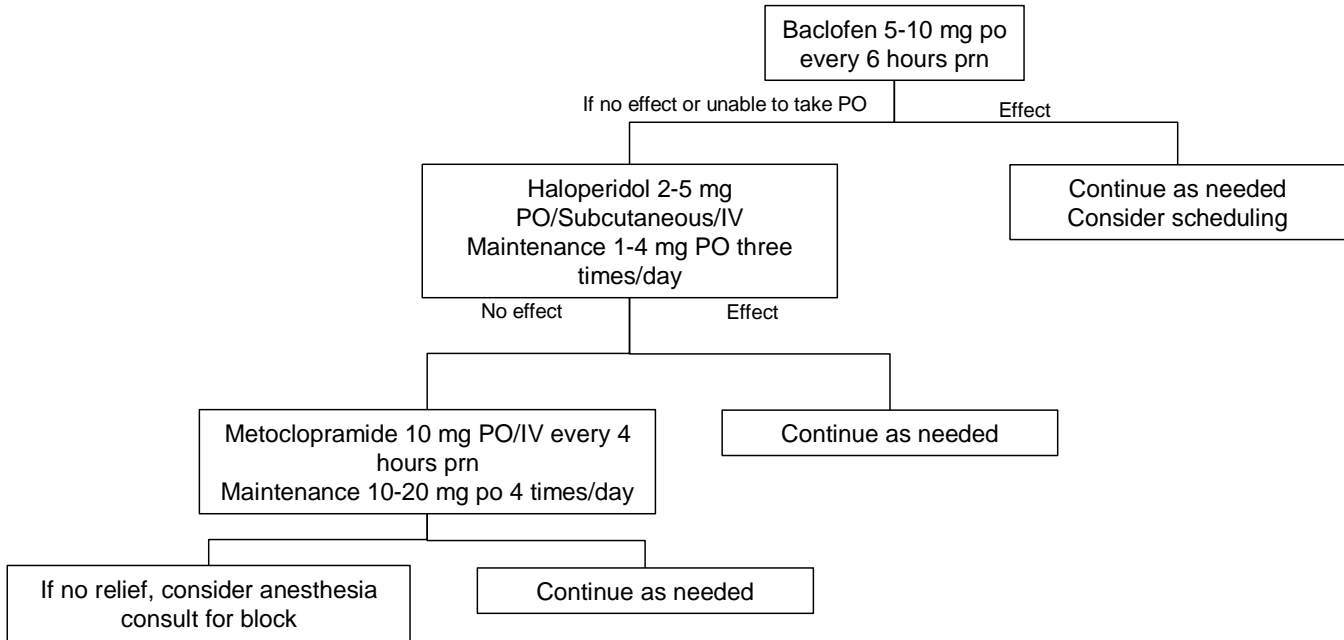 Baclofen 5-10 mg po
every 6 hours prn
If no effect or unable to take PO
Effect
Haloperidol 2-5 mg
PO/Subcutaneous/IV
Maintenance 1-4 mg PO three
times/day
Continue as needed
Consider scheduling
No effect
Effect
Metoclopramide 10 mg PO/IV every 4
hours prn
Maintenance 10-20 mg po 4 times/day
Continue as needed
If no relief, consider anesthesia
consult for block
Continue as needed